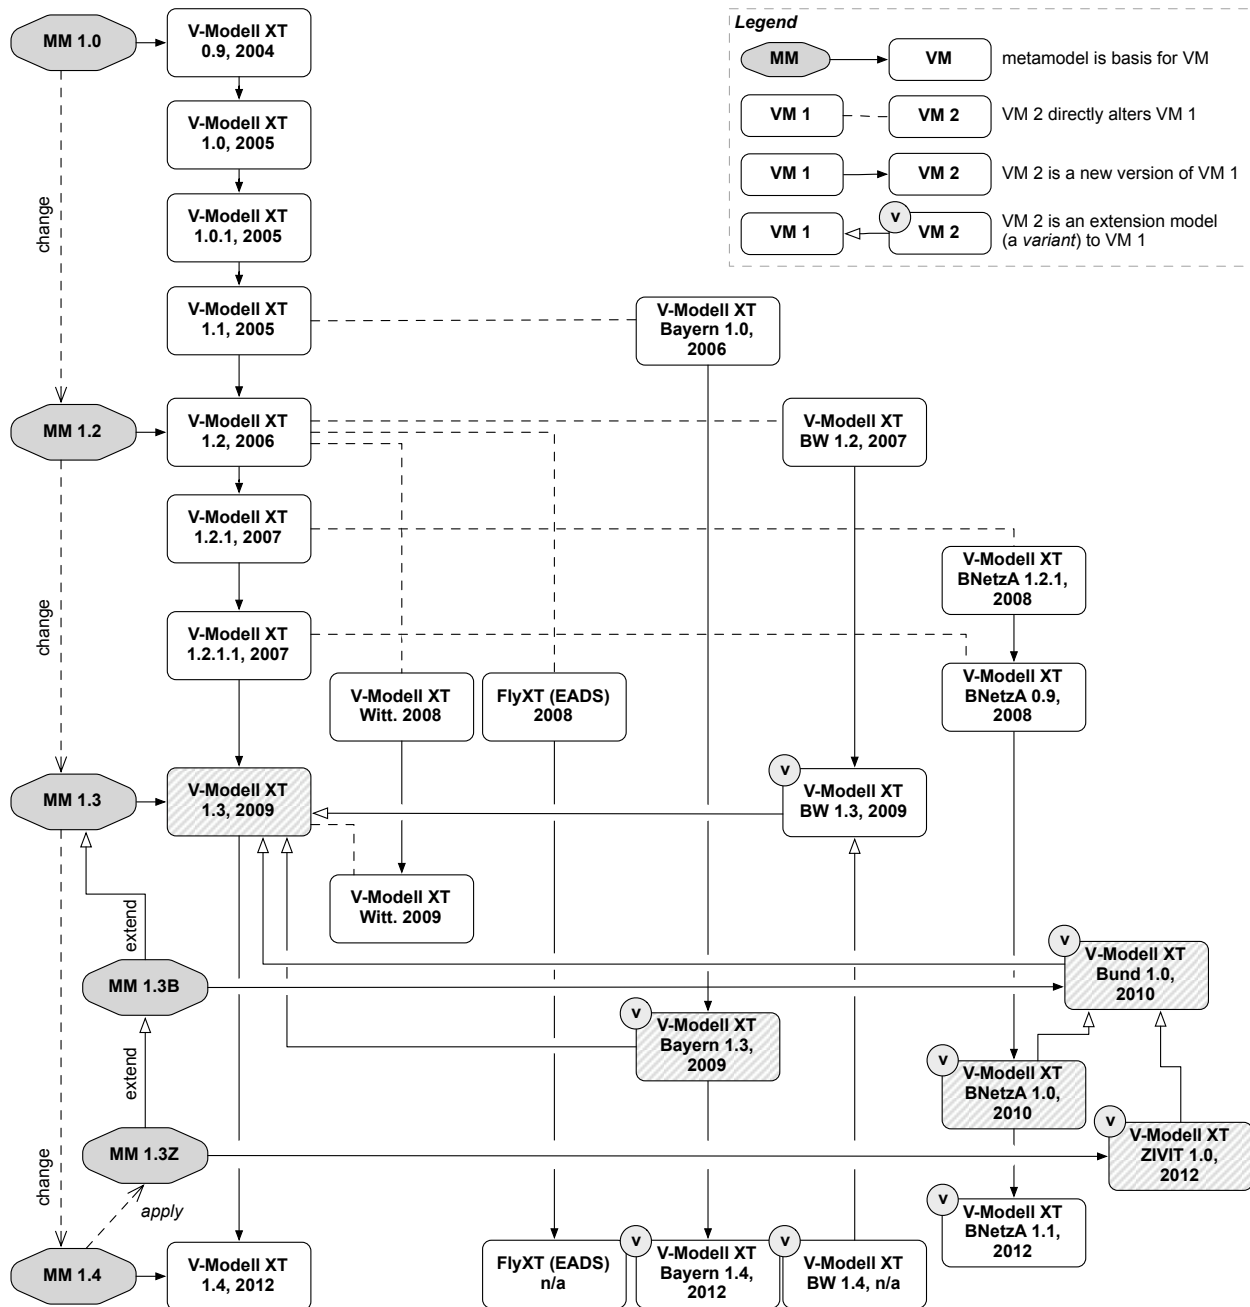 MM 1.0
V-Modell XT
0.9, 2004
Legend
MM
VM
metamodel is basis for VM
VM 1
VM 2
VM 2 directly alters VM 1
VM 1
VM 2
VM 2 is a new version of VM 1
VM 1
v
VM 2
VM 2 is an extension model
(a variant) to VM 1
V-Modell XT
1.0, 2005
change
V-Modell XT
1.0.1, 2005
V-Modell XT
1.1, 2005
V-Modell XT
Bayern 1.0,
2006
MM 1.2
V-Modell XT
1.2, 2006
V-Modell XT
BW 1.2, 2007
V-Modell XT
1.2.1, 2007
V-Modell XT
BNetzA 1.2.1,
2008
change
V-Modell XT
1.2.1.1, 2007
V-Modell XT
Witt. 2008
FlyXT (EADS)
2008
V-Modell XT
BNetzA 0.9,
2008
MM 1.3
V-Modell XT
1.3, 2009
v
V-Modell XT
BW 1.3, 2009
V-Modell XT
Witt. 2009
extend
MM 1.3B
v
V-Modell XT
Bund 1.0,
2010
v
V-Modell XT
Bayern 1.3,
2009
extend
v
V-Modell XT
BNetzA 1.0,
2010
MM 1.3Z
v
V-Modell XT
ZIVIT 1.0,
2012
change
apply
v
V-Modell XT
BNetzA 1.1,
2012
MM 1.4
V-Modell XT
1.4, 2012
FlyXT (EADS)
n/a
v
V-Modell XT
Bayern 1.4,
2012
v
V-Modell XT
BW 1.4, n/a